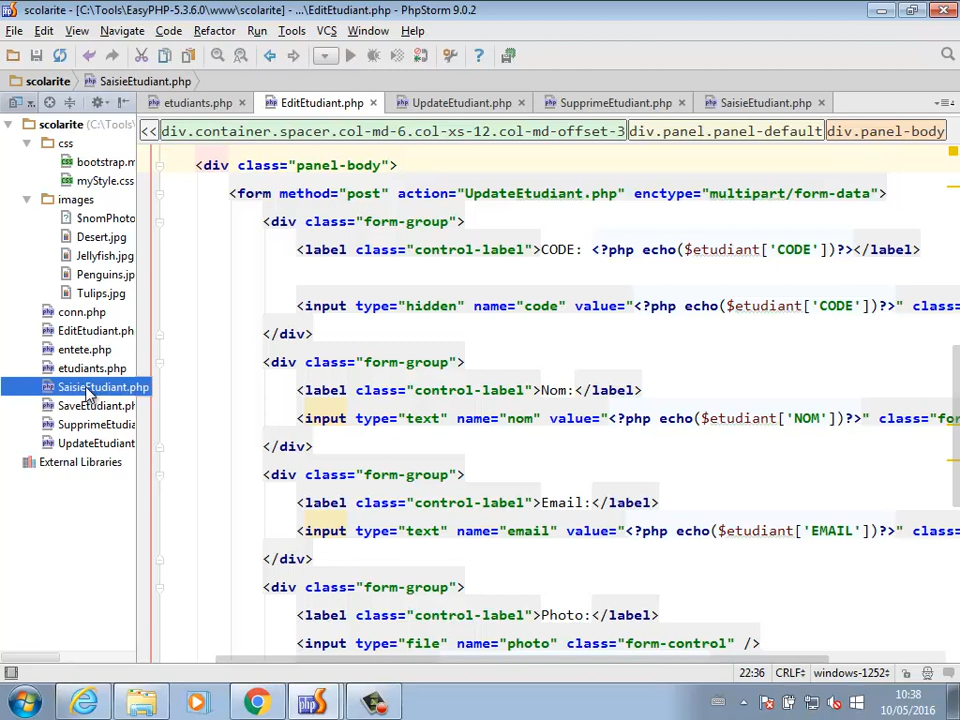 scolarite - [C:\Tools\EasyPHP-5.3.6.0\www\scolarite] - ...\EditEtudiant.php - PhpStorm 9.0.2
File Edit View Navigate Code Refactor Run Tools VCS Window Help
scolarite SaisieEtudiant.php
etudiants.php EditEtudiant.php UpdateEtudiant.php SupprimeEtudiant.php SaisieEtudiant.php
scolarite (C:\Tools\
css
bootstrap.m
myStyle.css
images
$nomPhoto
Desert.jpg
Jellyfish.jpg
Penguins.jp
Tulips.jpg
conn.php
EditEtudiant.ph
entete.php
etudiants.php
SaisieEtudiant.php
SaveEtudiant.ph
SupprimeEtudia
UpdateEtudiant
External Libraries
<< div.container.spacer.col-md-6.col-xs-12.col-md-offset-3 div.panel.panel-default div.panel-body
<div class="panel-body">
<form method="post" action="UpdateEtudiant.php" enctype="multipart/form-data">
<div class="form-group">
<label class="control-label">CODE: <?php echo($etudiant['CODE'])?></label>
<input type="hidden" name="code" value="<?php echo($etudiant['CODE'])?>" clas
</div>
<div class="form-group">
<label class="control-label">Nom:</label>
<input type="text" name="nom" value="<?php echo($etudiant['NOM'])?>" class="for
</div>
<div class="form-group">
<label class="control-label">Email:</label>
<input type="text" name="email" value="<?php echo($etudiant['EMAIL'])?>" class=
</div>
<div class="form-group">
<label class="control-label">Photo:</label>
<input type="file" name="photo" class="form-control" />
22:36 CRLF÷ windows-1252÷
10:38
10/05/2016